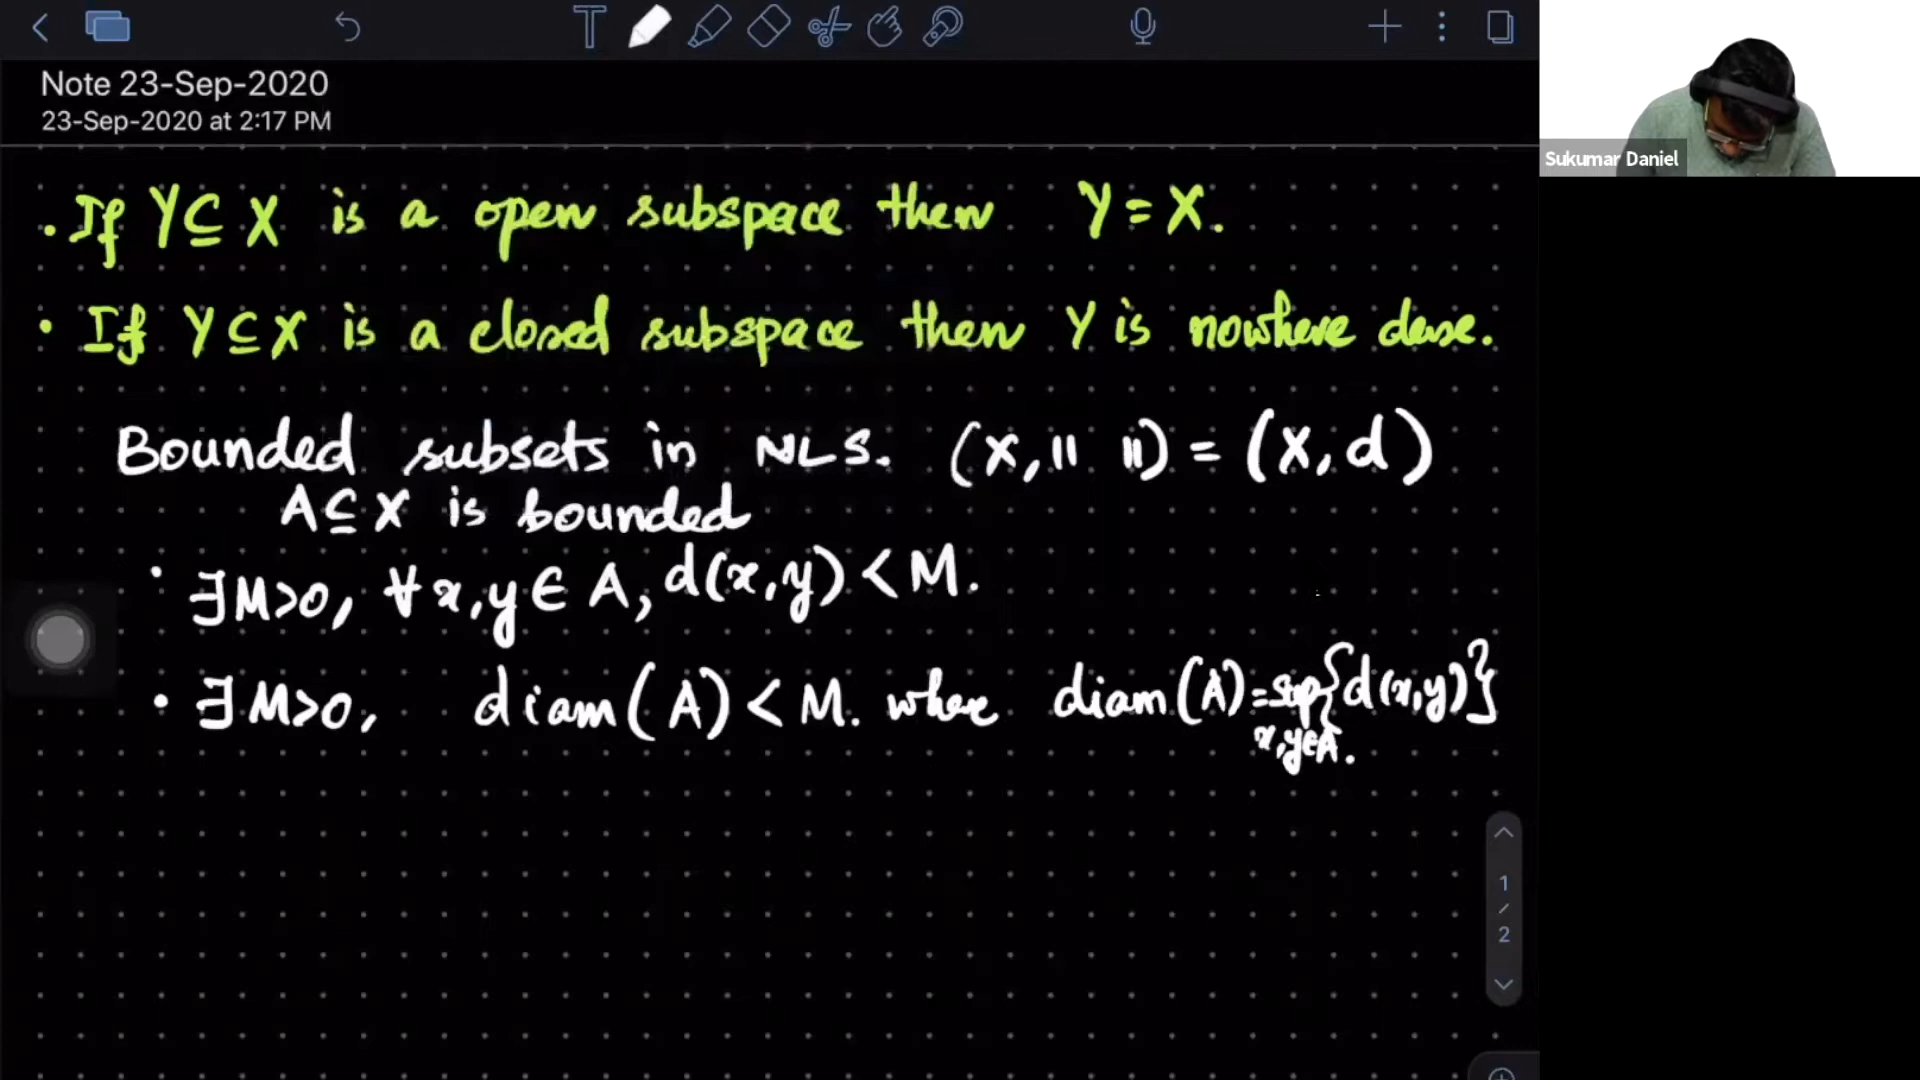 Note 23-Sep-2020
23-Sep-2020 at 2:17 PM
Sukumar Daniel
. If Y ⊆ X is a open subspace then Y = X.
• If Y ⊆ X is a closed subspace then Y is nowhere dense.
Bounded subsets in NLS. (X, || ||) = (X, d)
A ⊆ X is bounded
• ∃ M>0, ∀ x, y ∈ A, d(x, y) < M.
• ∃ M>0, diam(A) < M. where diam(A) = sup{d(x,y)}
x,y∈A.
1
/
2